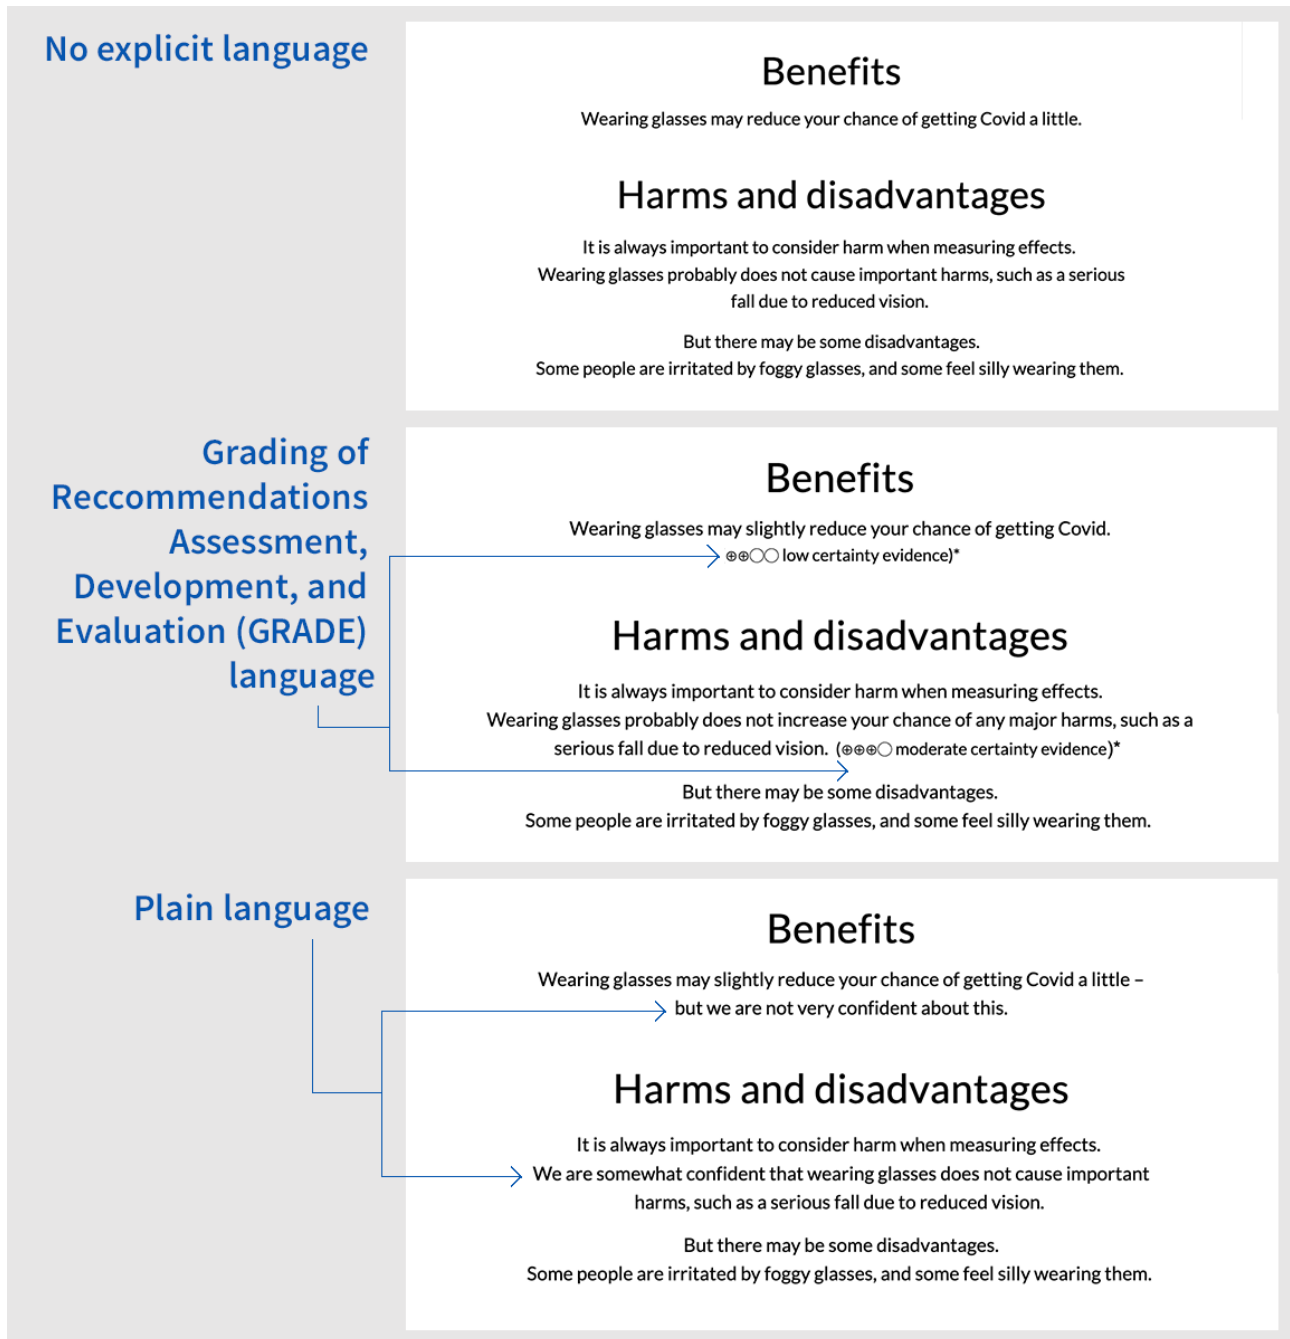 No explicit language
Benefits
Wearing glasses may reduce your chance of getting Covid a little.
Harms and disadvantages
It is always important to consider harm when measuring effects.
Wearing glasses probably does not cause important harms, such as a serious
fall due to reduced vision.
But there may be some disadvantages.
Some people are irritated by foggy glasses, and some feel silly wearing them.
Grading of
Reccommendations
Assessment,
Development, and
Evaluation (GRADE)
language
Benefits
Wearing glasses may slightly reduce your chance of getting Covid.
⊕⊕◯◯ low certainty evidence)*
Harms and disadvantages
It is always important to consider harm when measuring effects.
Wearing glasses probably does not increase your chance of any major harms, such as a
serious fall due to reduced vision. (⊕⊕⊕◯ moderate certainty evidence)*
But there may be some disadvantages.
Some people are irritated by foggy glasses, and some feel silly wearing them.
Plain language
Benefits
Wearing glasses may slightly reduce your chance of getting Covid a little –
but we are not very confident about this.
Harms and disadvantages
It is always important to consider harm when measuring effects.
We are somewhat confident that wearing glasses does not cause important
harms, such as a serious fall due to reduced vision.
But there may be some disadvantages.
Some people are irritated by foggy glasses, and some feel silly wearing them.